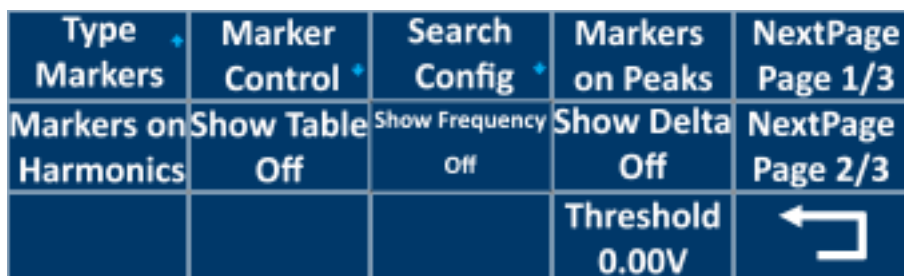 Type Marker Search Markers NextPage
Markers Control Config on Peaks Page 1/3
Markers on Show Table Show Frequency Show Delta NextPage
Harmonics Off Off Off Page 2/3
Threshold
0.00V